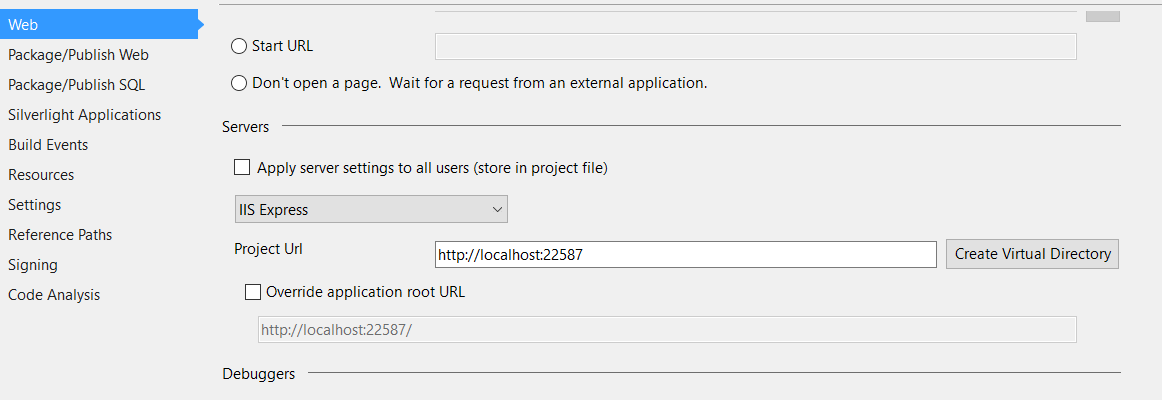 Web
Package/Publish Web
Package/Publish SQL
Silverlight Applications
Build Events
Resources
Settings
Reference Paths
Signing
Code Analysis
Start URL
Don't open a page.  Wait for a request from an external application.
Servers
Apply server settings to all users (store in project file)
IIS Express
Project Url
http://localhost:22587
Create Virtual Directory
Override application root URL
http://localhost:22587/
Debuggers